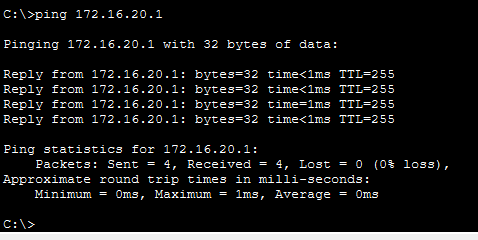 C:\>ping 172.16.20.1
Pinging 172.16.20.1 with 32 bytes of data:
Reply from 172.16.20.1: bytes=32 time<1ms TTL=255
Reply from 172.16.20.1: bytes=32 time<1ms TTL=255
Reply from 172.16.20.1: bytes=32 time=1ms TTL=255
Reply from 172.16.20.1: bytes=32 time<1ms TTL=255
Ping statistics for 172.16.20.1:
    Packets: Sent = 4, Received = 4, Lost = 0 (0% loss),
Approximate round trip times in milli-seconds:
    Minimum = 0ms, Maximum = 1ms, Average = 0ms
C:\>